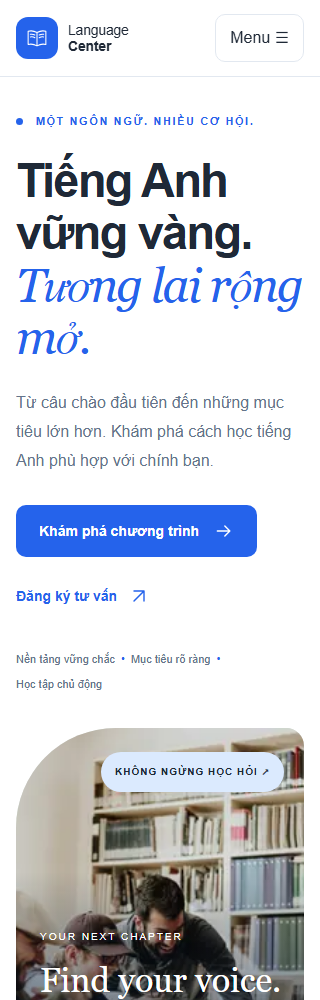 Language
Center
Menu ☰
MỘT NGÔN NGỮ. NHIỀU CƠ HỘI.
Tiếng Anh
vững vàng.
Tương lai rộng
mở.
Từ câu chào đầu tiên đến những mục
tiêu lớn hơn. Khám phá cách học tiếng
Anh phù hợp với chính bạn.
Khám phá chương trình →
Đăng ký tư vấn ↗
Nền tảng vững chắc • Mục tiêu rõ ràng •
Học tập chủ động
KHÔNG NGỪNG HỌC HỎI ↗
YOUR NEXT CHAPTER
Find your voice.